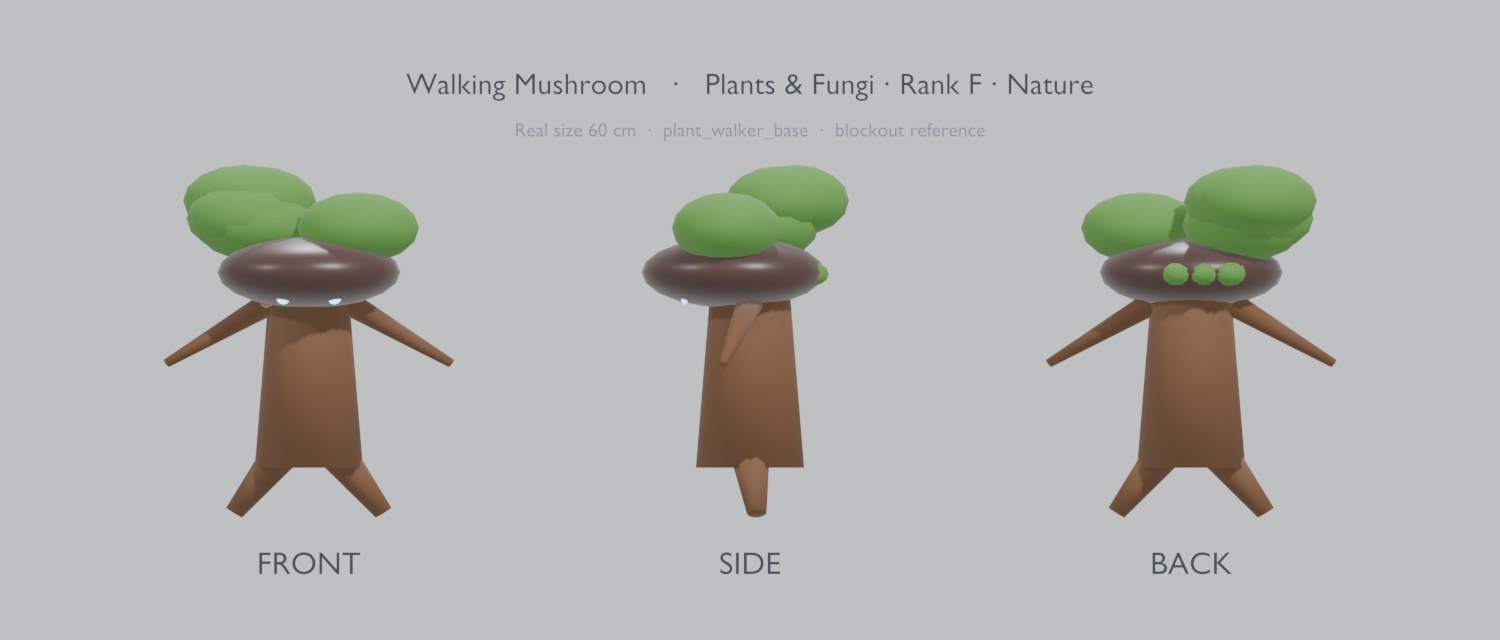 Walking Mushroom · Plants & Fungi · Rank F · Nature
Real size 60 cm · plant_walker_base · blockout reference
FRONT
SIDE
BACK